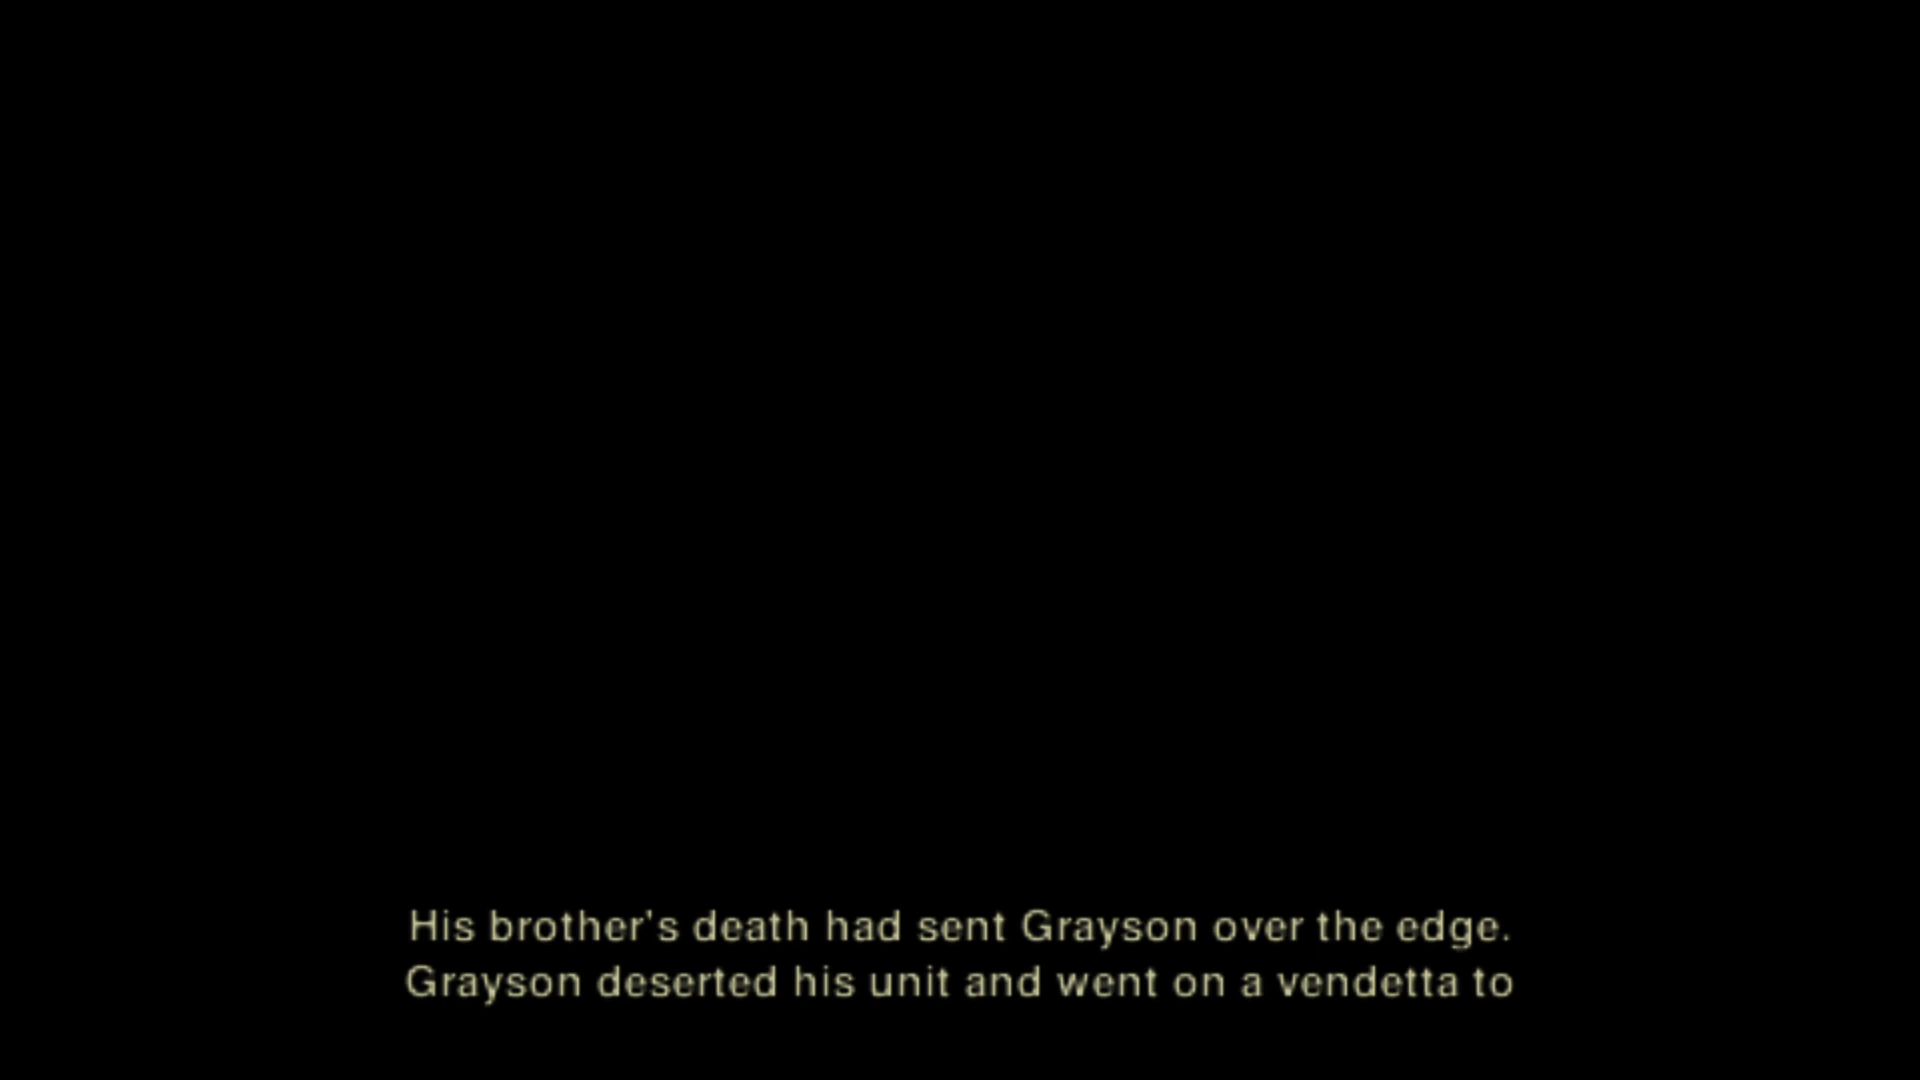 His brother's death had sent Grayson over the edge.
Grayson deserted his unit and went on a vendetta to